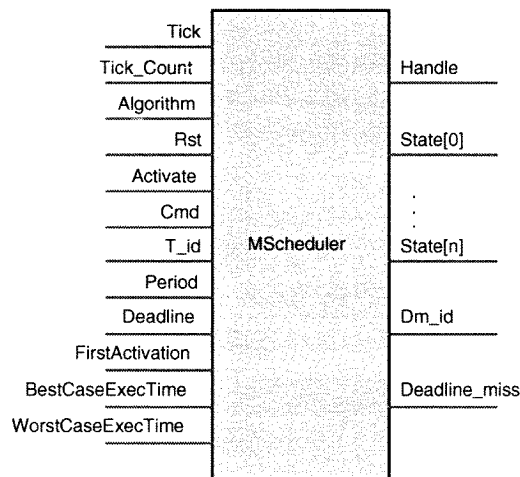 Tick
Tick_Count
Algorithm
Rst
Activate
Cmd
T_id
Period
Deadline
FirstActivation
BestCaseExecTime
WorstCaseExecTime
MScheduler
Handle
State[0]
State[n]
Dm_id
Deadline_miss